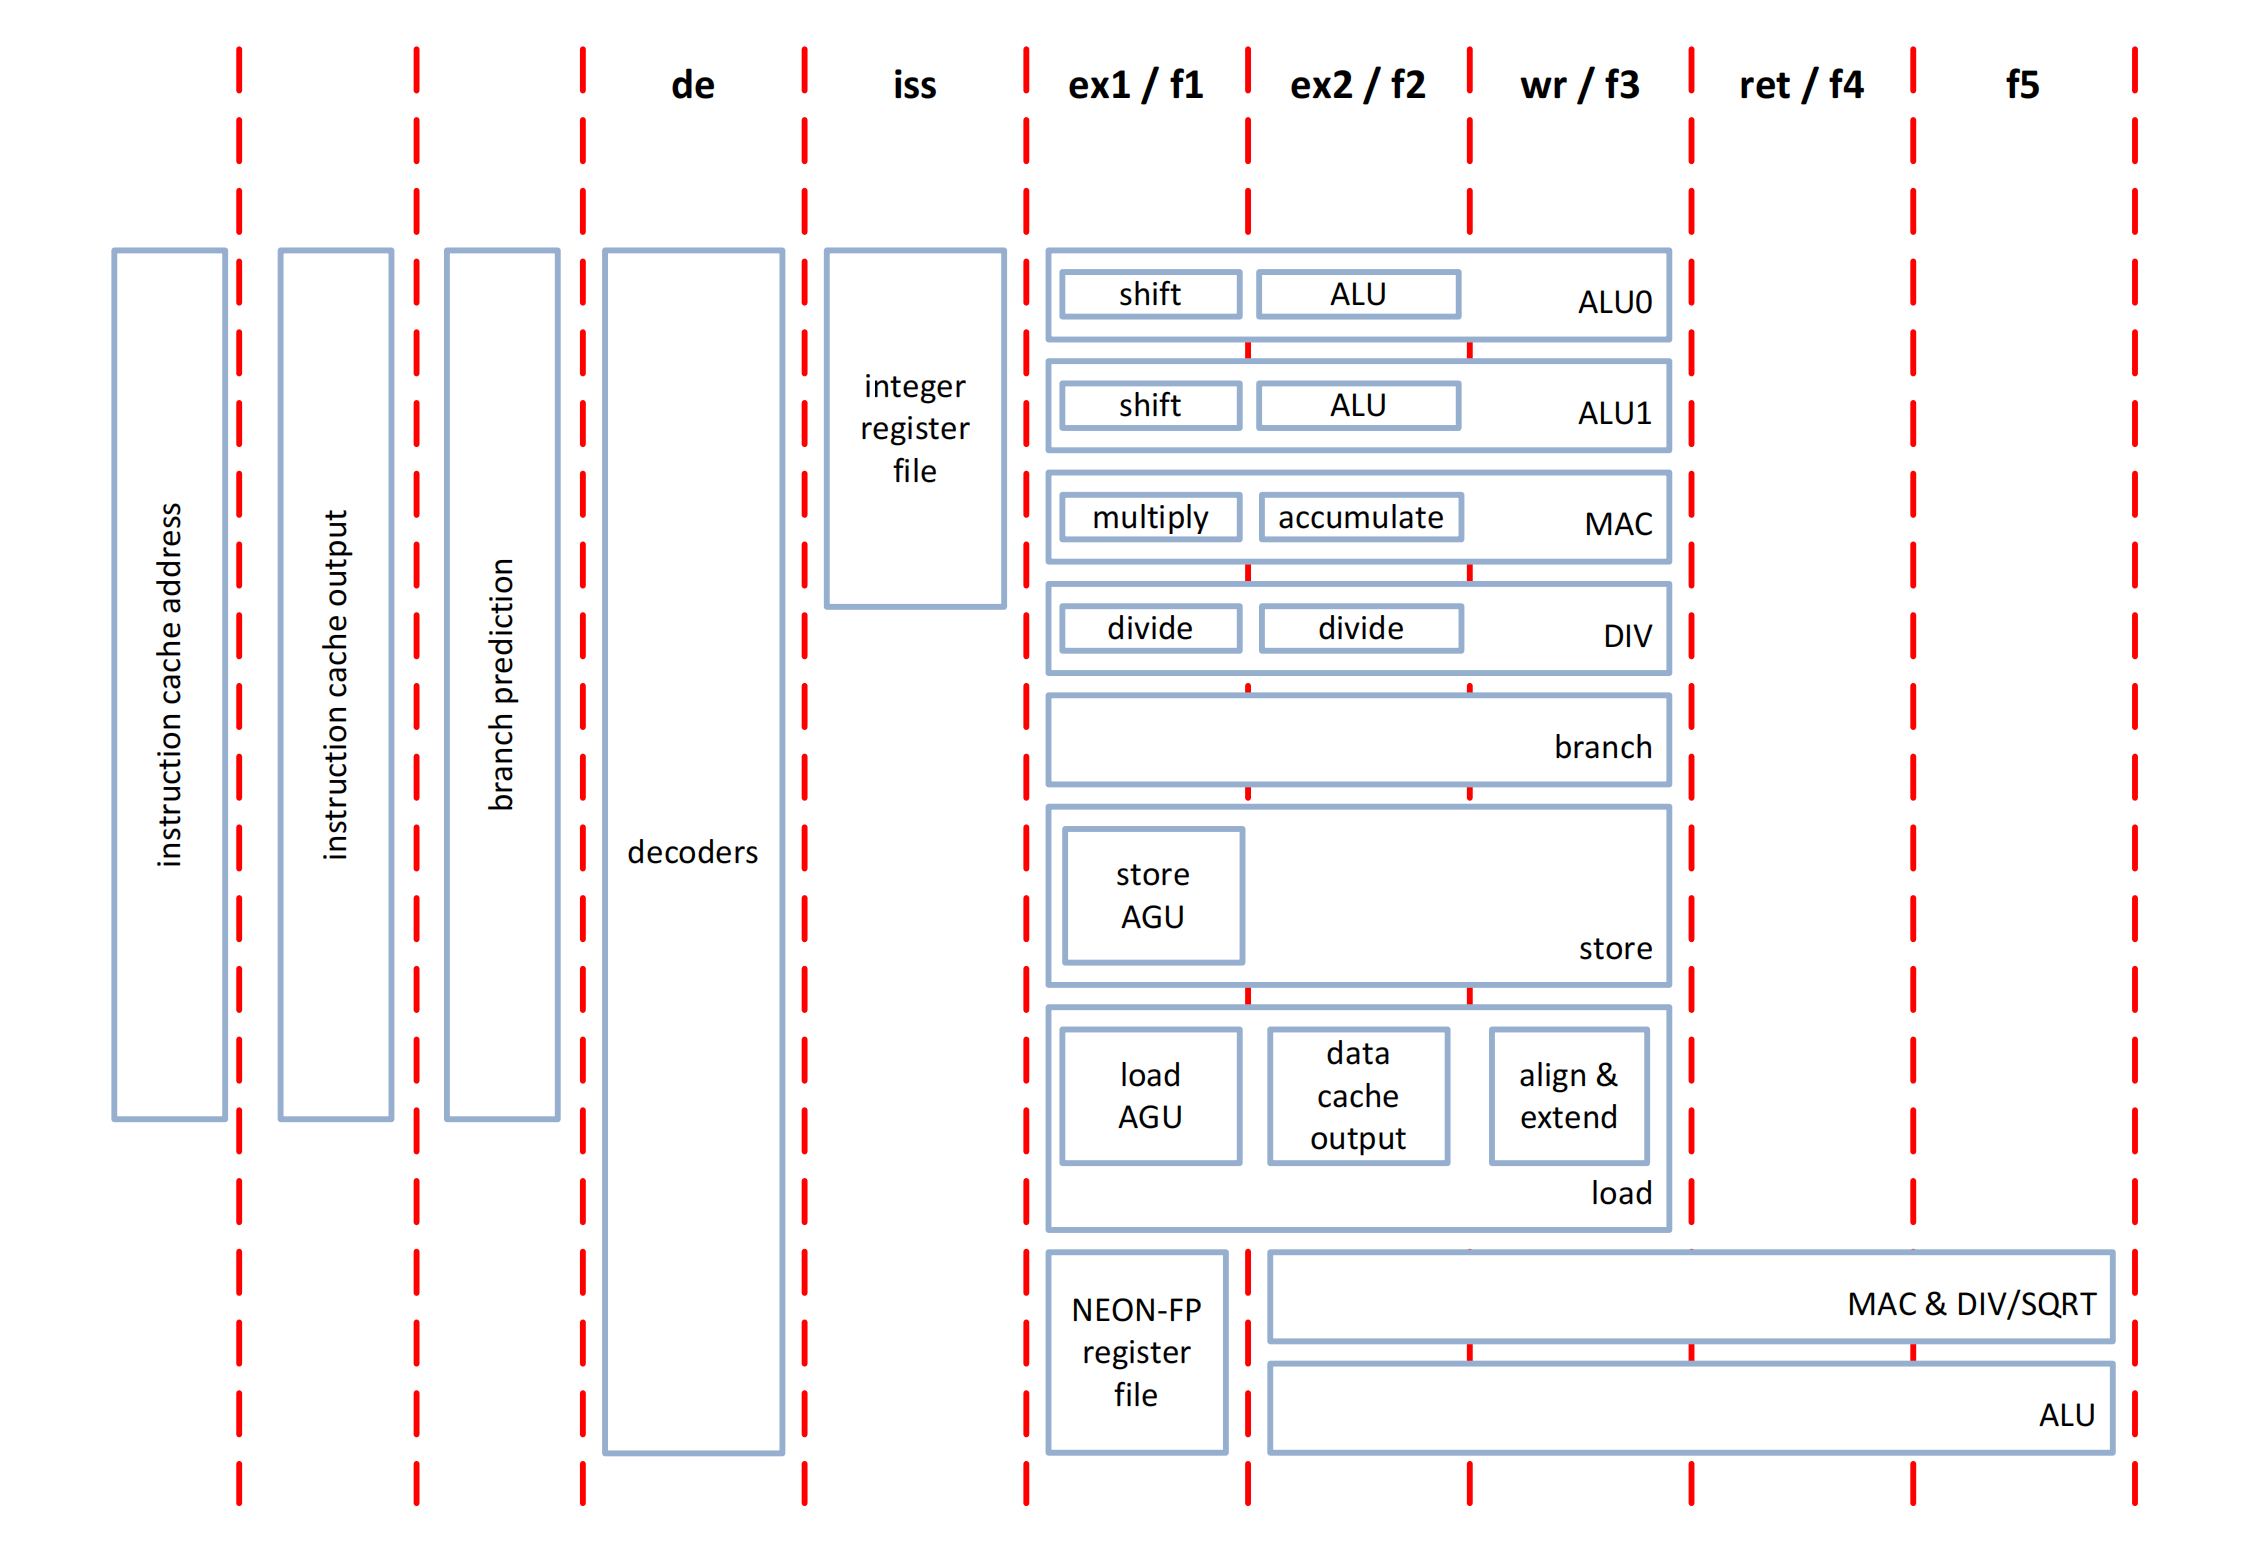 de
iss
ex1 / f1
ex2 / f2
wr / f3
ret / f4
f5
instruction cache address
instruction cache output
branch prediction
decoders
integer
register
file
shift
ALU
ALU0
shift
ALU
ALU1
multiply
accumulate
MAC
divide
divide
DIV
branch
store
AGU
store
load
AGU
data
cache
output
align &
extend
load
NEON-FP
register
file
MAC & DIV/SQRT
ALU